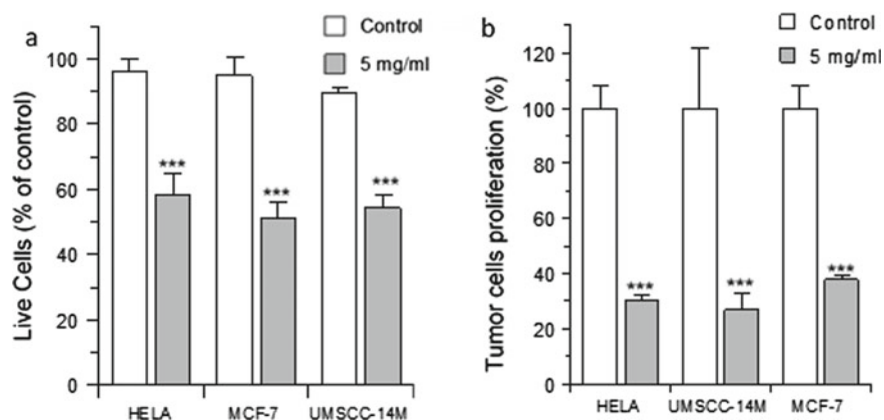 a
Control
5 mg/ml
Live Cells (% of control)
100
80
60
40
20
0
***
***
***
HELA
MCF-7
UMSCC-14M
b
Control
5 mg/ml
Tumor cells proliferation (%)
120
100
80
60
40
20
0
***
***
***
HELA
UMSCC-14M
MCF-7